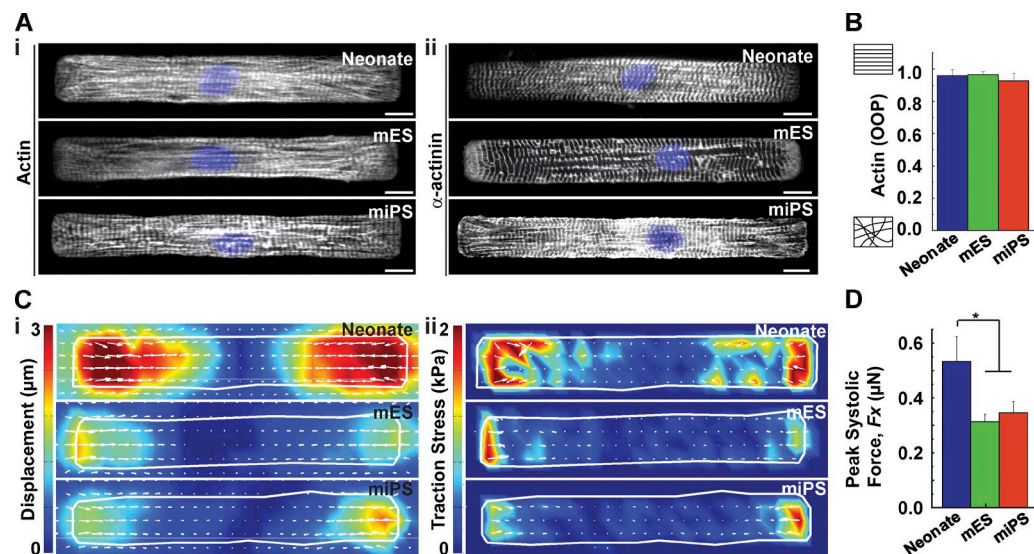 A
i
Actin
Neonate
mES
miPS
ii
α-actinin
Neonate
mES
miPS
B
Actin (OOP)
1.0
0.8
0.6
0.4
0.2
0.0
Neonate
mES
miPS
C
i
Displacement (μm)
3
0
Neonate
mES
miPS
ii
Traction Stress (kPa)
2
0
Neonate
mES
miPS
D
*
Peak Systolic
Force, Fx (μN)
0.6
0.4
0.2
0.0
Neonate
mES
miPS